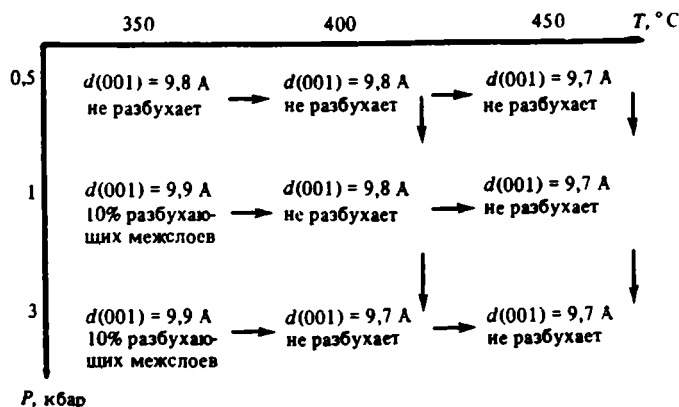 350 400 450 T, °C
0,5
d(001) = 9,8 А d(001) = 9,8 А d(001) = 9,7 А
не разбухает не разбухает не разбухает
1
d(001) = 9,9 А d(001) = 9,8 А d(001) = 9,7 А
10% разбухаю- не разбухает не разбухает
щих межслоев
3
d(001) = 9,9 А d(001) = 9,7 А d(001) = 9,7 А
10% разбухаю- не разбухает не разбухает
щих межслоев
P, кбар